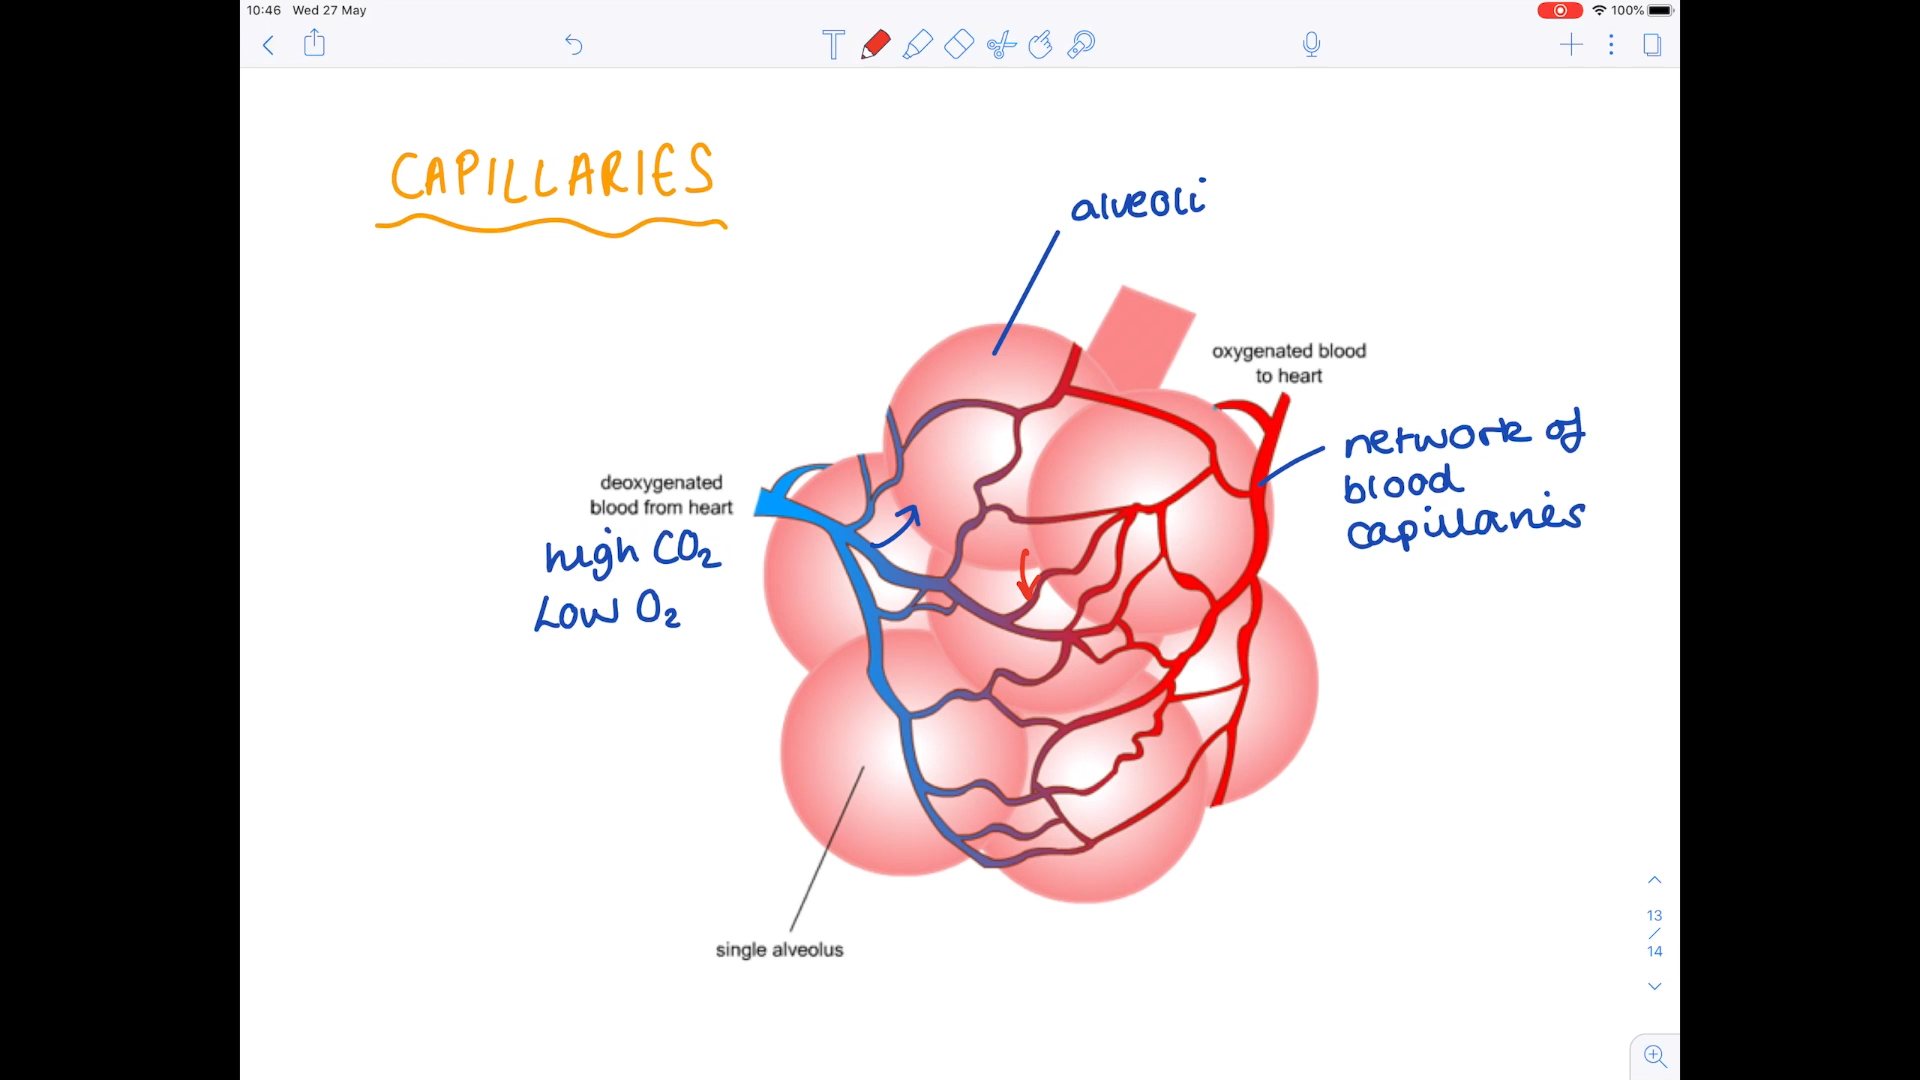 10:46 Wed 27 May
100%
T
CAPILLARIES
alveoli
oxygenated blood
to heart
network of
blood
capillaries
deoxygenated
blood from heart
high CO2
Low O2
single alveolus
13
/
14